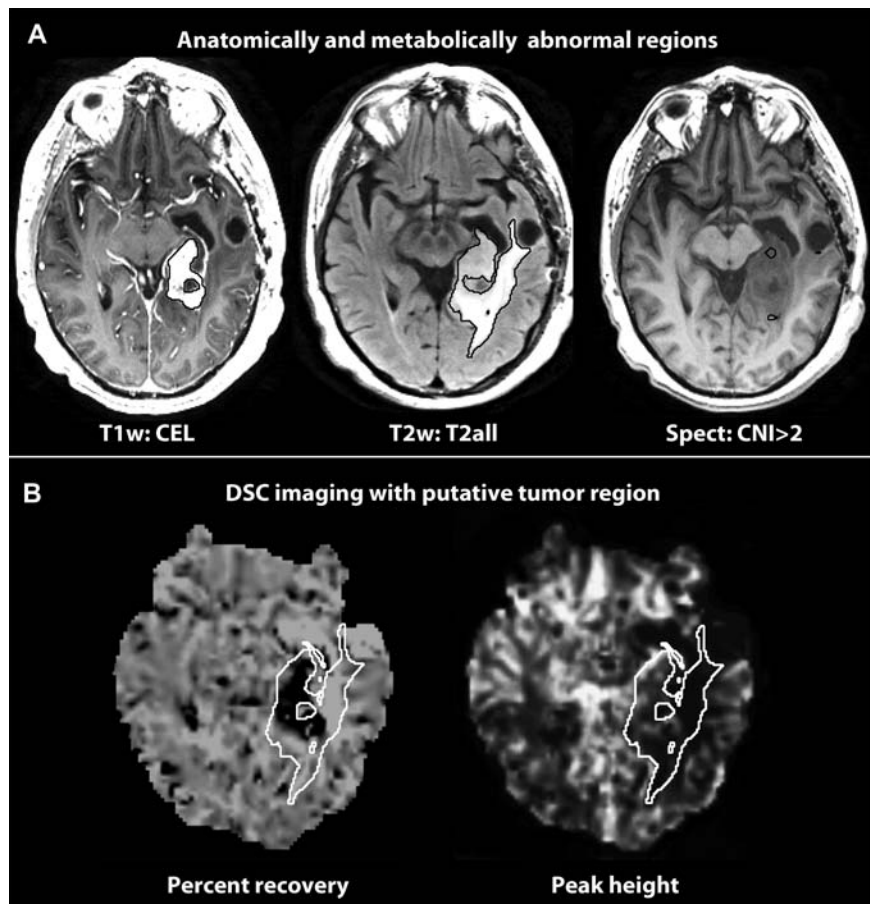 A
Anatomically and metabolically abnormal regions
T1w: CEL
T2w: T2all
Spect: CNI>2
B
DSC imaging with putative tumor region
Percent recovery
Peak height